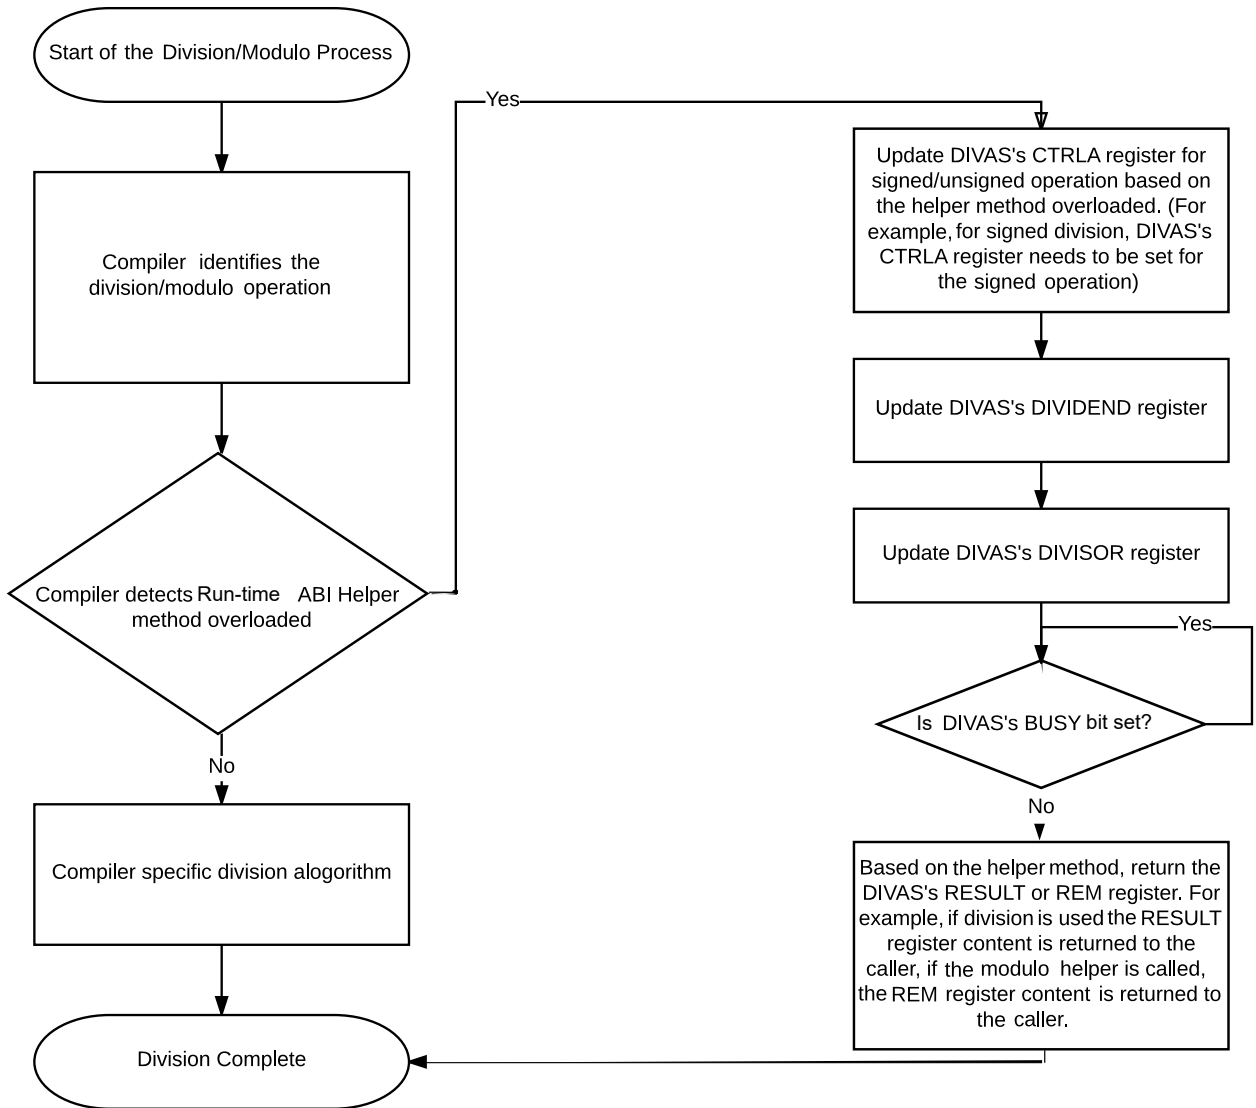 Start of the Division/Modulo Process
Compiler identifies the
division/modulo operation
Compiler detects Run-time ABI Helper
method overloaded
No
Compiler specific division alogorithm
Division Complete
Yes
Update DIVAS's CTRLA register for
signed/unsigned operation based on
the helper method overloaded. (For
example, for signed division, DIVAS's
CTRLA register needs to be set for
the signed operation)
Update DIVAS's DIVIDEND register
Update DIVAS's DIVISOR register
Yes
Is DIVAS's BUSY bit set?
No
Based on the helper method, return the
DIVAS's RESULT or REM register. For
example, if division is used the RESULT
register content is returned to the
caller, if the modulo helper is called,
the REM register content is returned to
the caller.